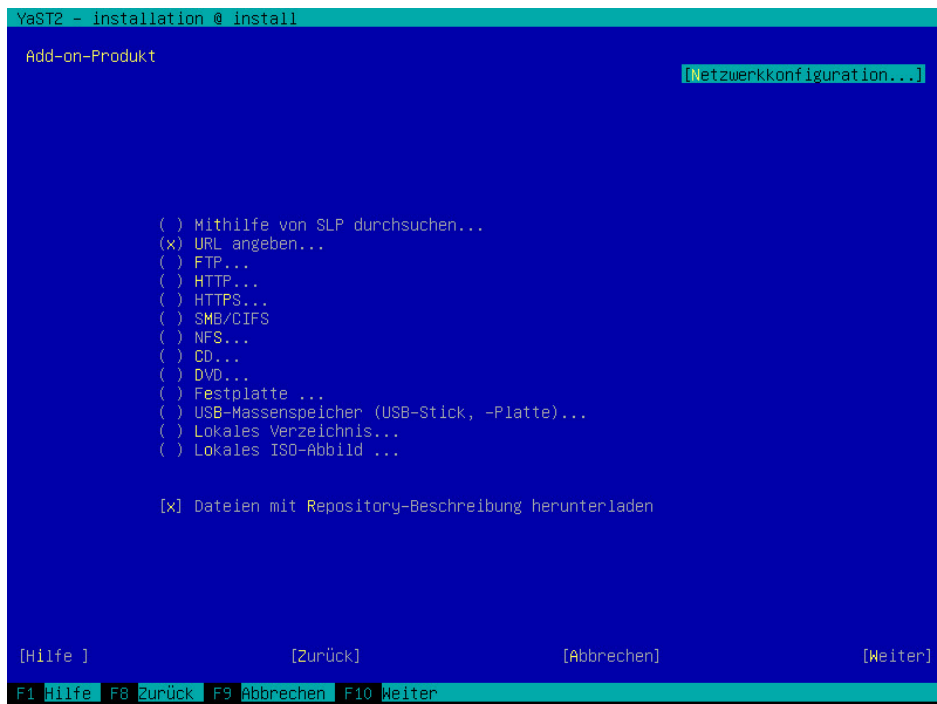 YaST2 - installation @ install
Add-on-Produkt
[Netzwerkkonfiguration...]
( ) Mithilfe von SLP durchsuchen...
(x) URL angeben...
( ) FTP...
( ) HTTP...
( ) HTTPS...
( ) SMB/CIFS
( ) NFS...
( ) CD...
( ) DVD...
( ) Festplatte ...
( ) USB-Massenspeicher (USB-Stick, -Platte)...
( ) Lokales Verzeichnis...
( ) Lokales ISO-Abbild ...
[x] Dateien mit Repository-Beschreibung herunterladen
[Hilfe ] [Zurück] [Abbrechen] [Weiter]
F1 Hilfe F8 Zurück F9 Abbrechen F10 Weiter